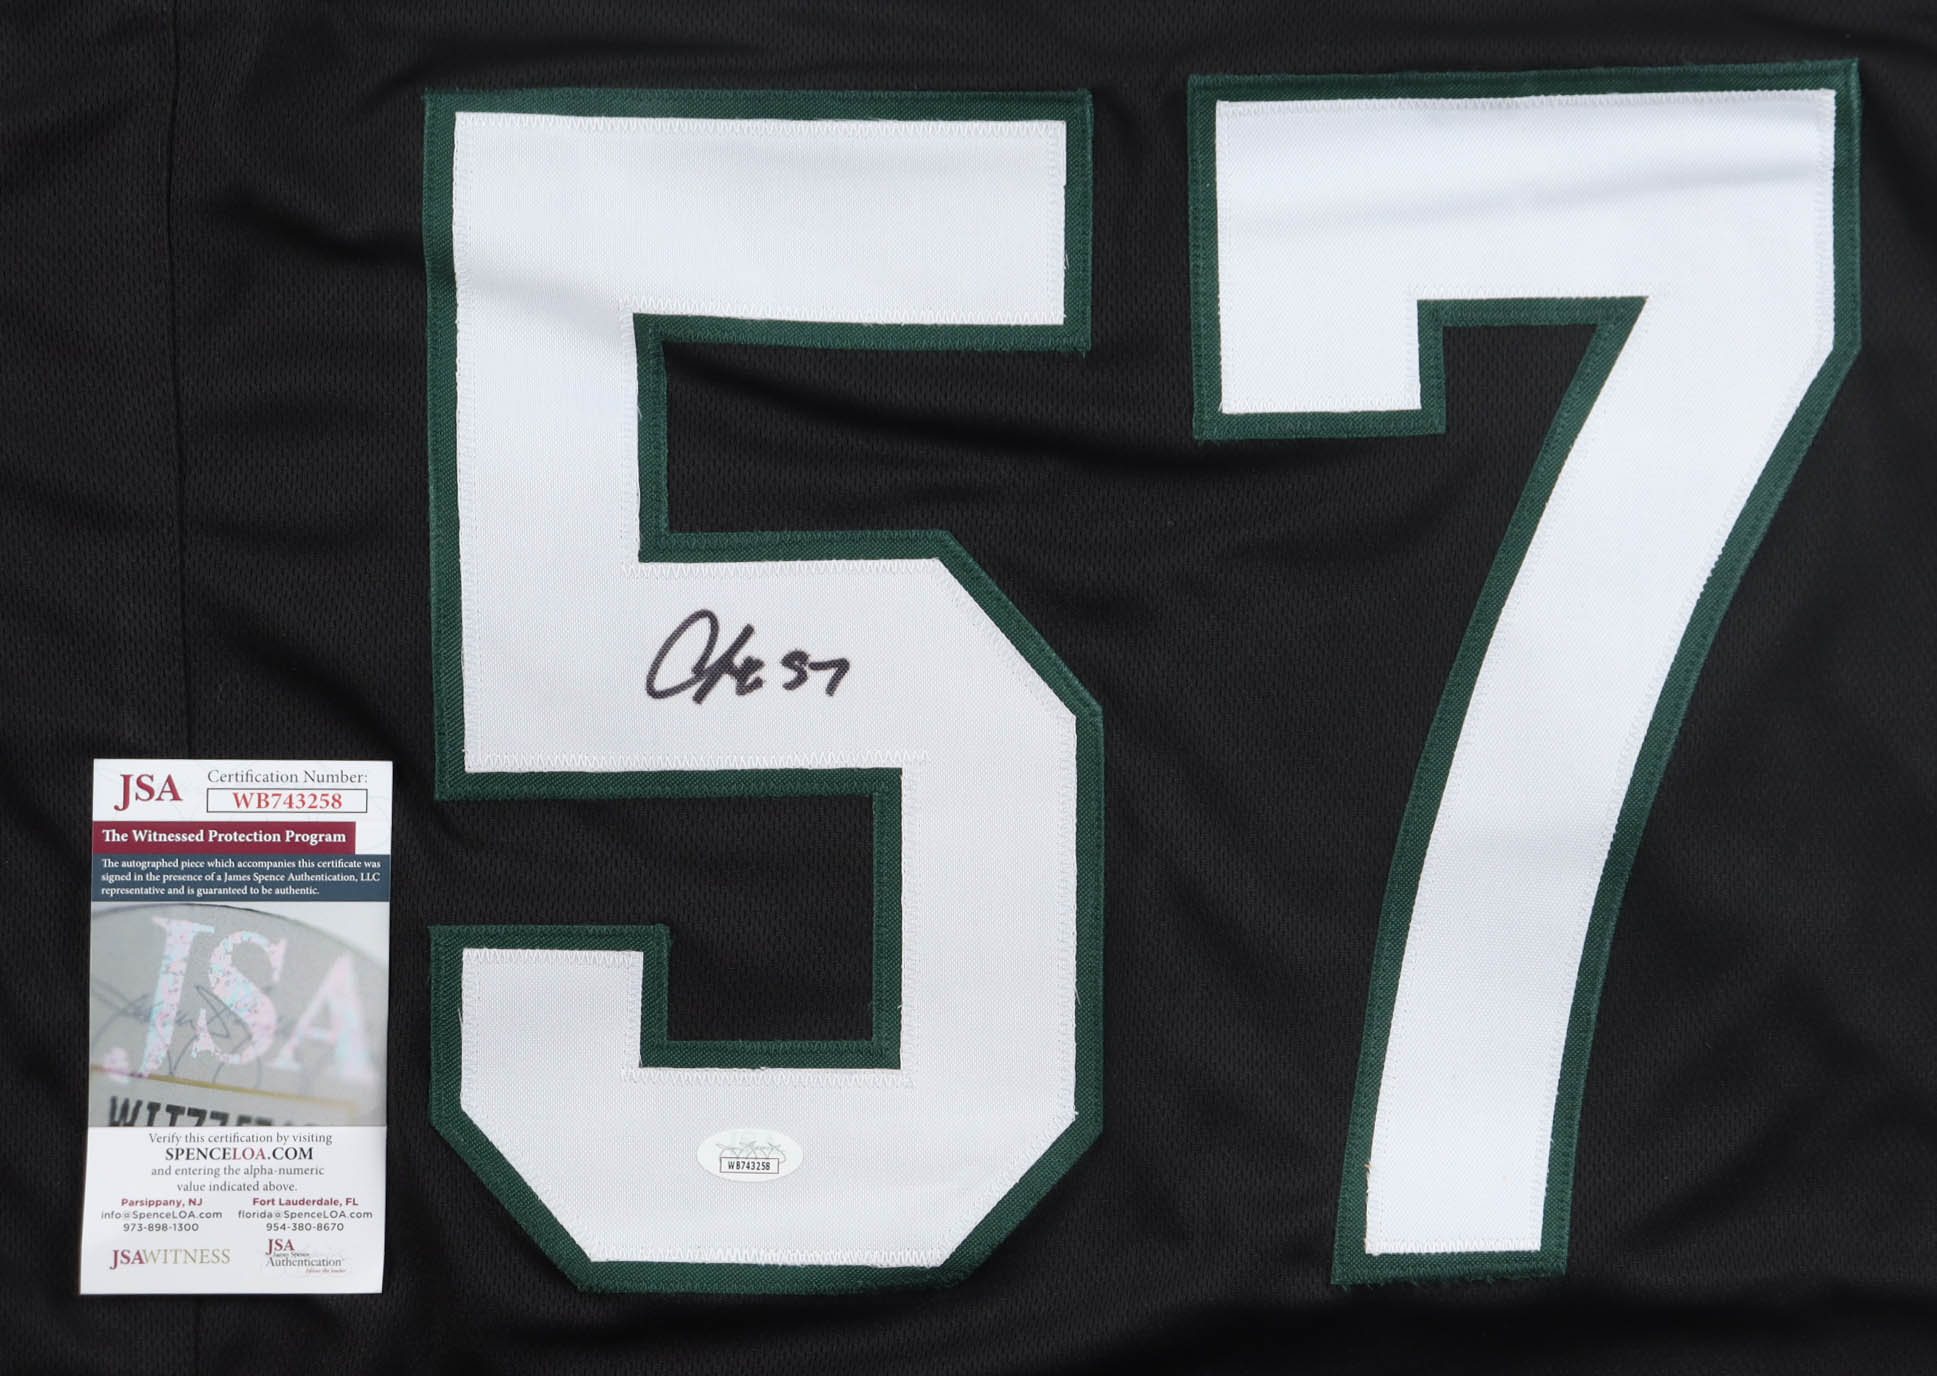 57
57
JSA
Certification Number:
WB743258
The Witnessed Protection Program
The autographed piece which accompanies this certificate was
signed in the presence of a James Spence Authentication, LLC
representative and is guaranteed to be authentic.
JSA
Verify this certification by visiting
SPENCELOA.COM
and entering the alpha-numeric
value indicated above.
Parsippany, NJ
info@SpenceLOA.com
973-898-1300
Fort Lauderdale, FL
florida@SpenceLOA.com
954-380-8670
JSAWITNESS
JSA
James Spence
Authentication
WB743258